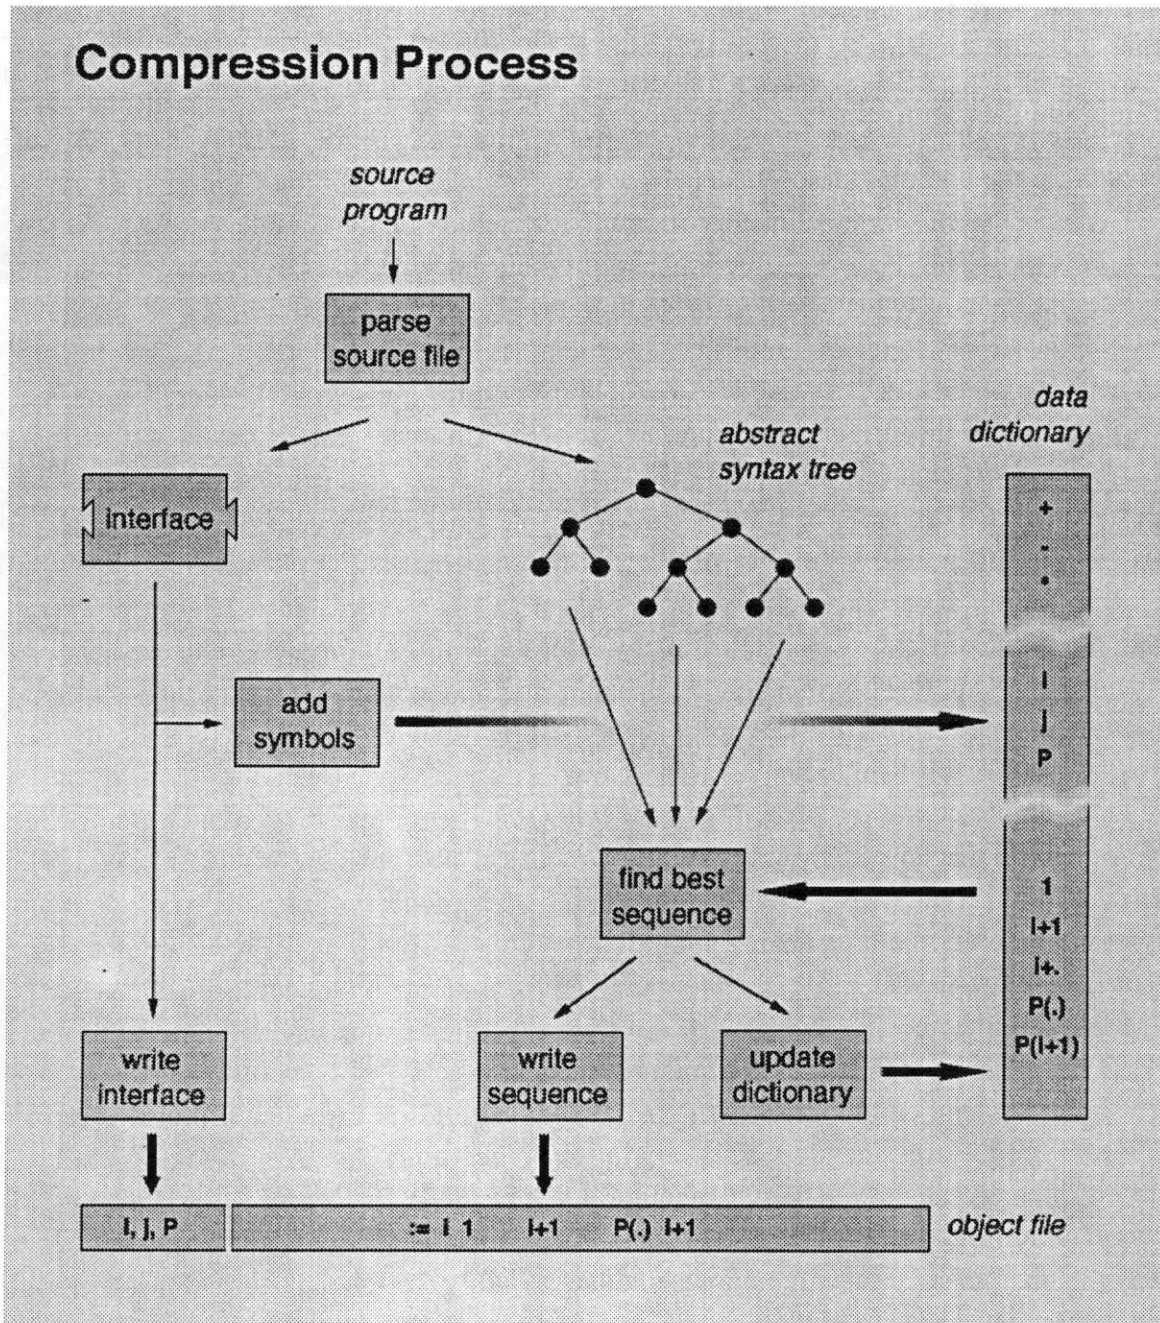 Compression Process
source
program
parse
source file
data
dictionary
abstract
syntax tree
interface
+
-
*
add
symbols
i
j
P
find best
sequence
1
i+1
i+.
P(.)
P(i+1)
write
interface
write
sequence
update
dictionary
i, j, P
:= i 1 i+1 P(.) i+1
object file